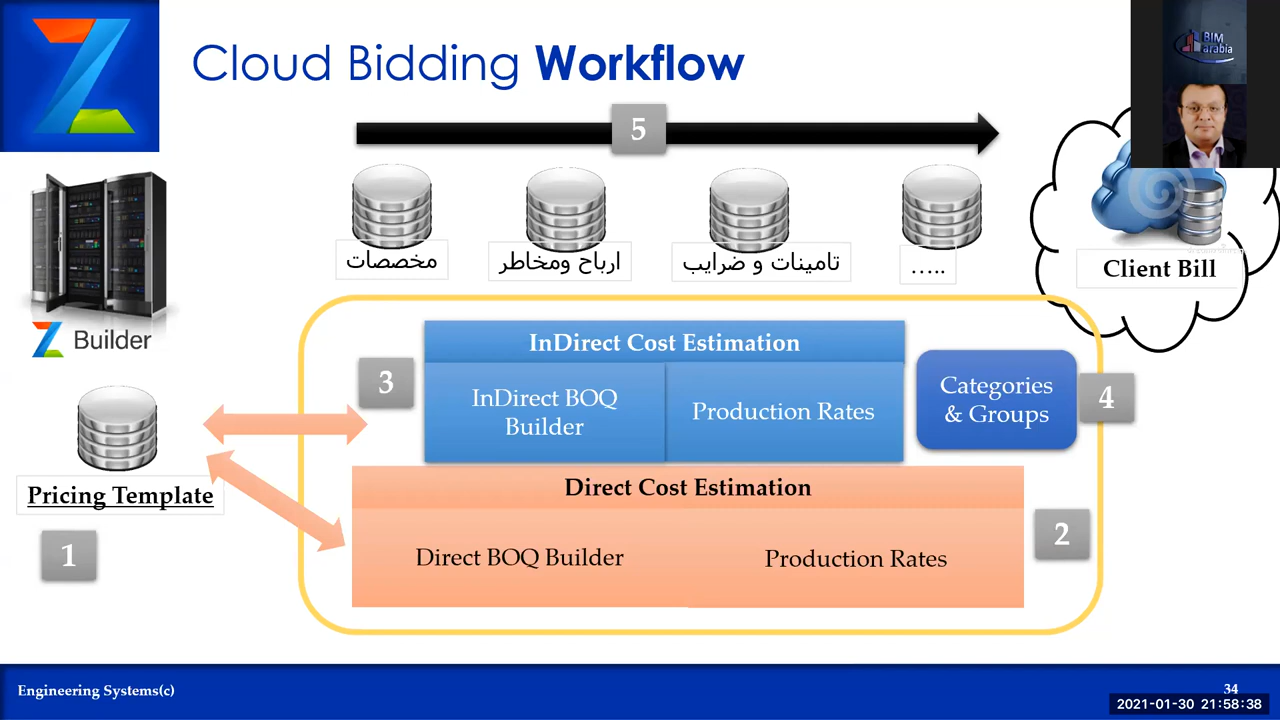 Cloud Bidding Workflow
BIM
arabia
5
مخصصات
ارباح ومخاطر
تامينات و ضرايب
.....
Client Bill
Builder
InDirect Cost Estimation
3
InDirect BOQ
Builder
Production Rates
Categories
& Groups
4
Pricing Template
1
Direct Cost Estimation
Direct BOQ Builder
Production Rates
2
Engineering Systems(c)
34
2021-01-30 21:58:38